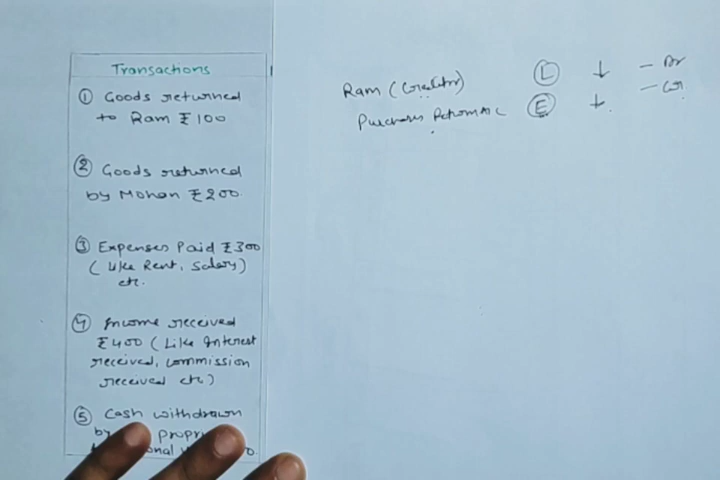 Transactions
① Goods returned
to Ram ₹100
② Goods returned
by Mohan ₹200.
③ Expenses Paid ₹300
(Like Rent, Salary)
etc.
④ Income received
₹400 (Like Interest
received, commission
received etc)
⑤ Cash withdrawn
by
Ram (Creditor) Ⓛ ↓ - Dr
Purchases Return A/c Ⓔ ↓ - Cr